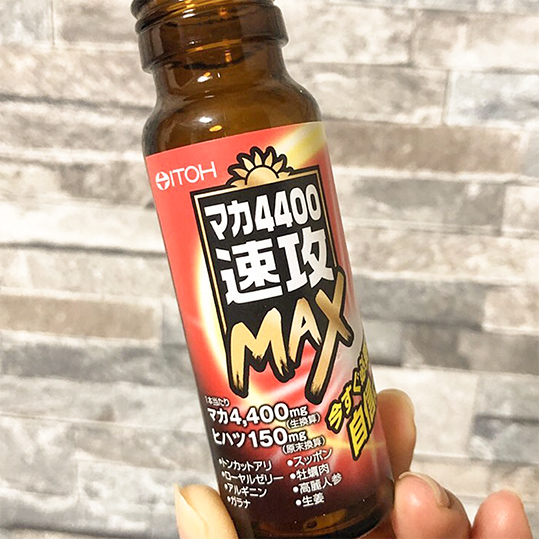 ITOH
マカ4400
速攻
MAX
今すぐ
自
1本当たり
マカ4,400mg
(生換算)
ヒハツ150mg
(原末換算)
・トンカットアリ ・スッポン
・ローヤルゼリー ・牡蠣肉
・アルギニン ・高麗人参
・ガラナ ・生姜